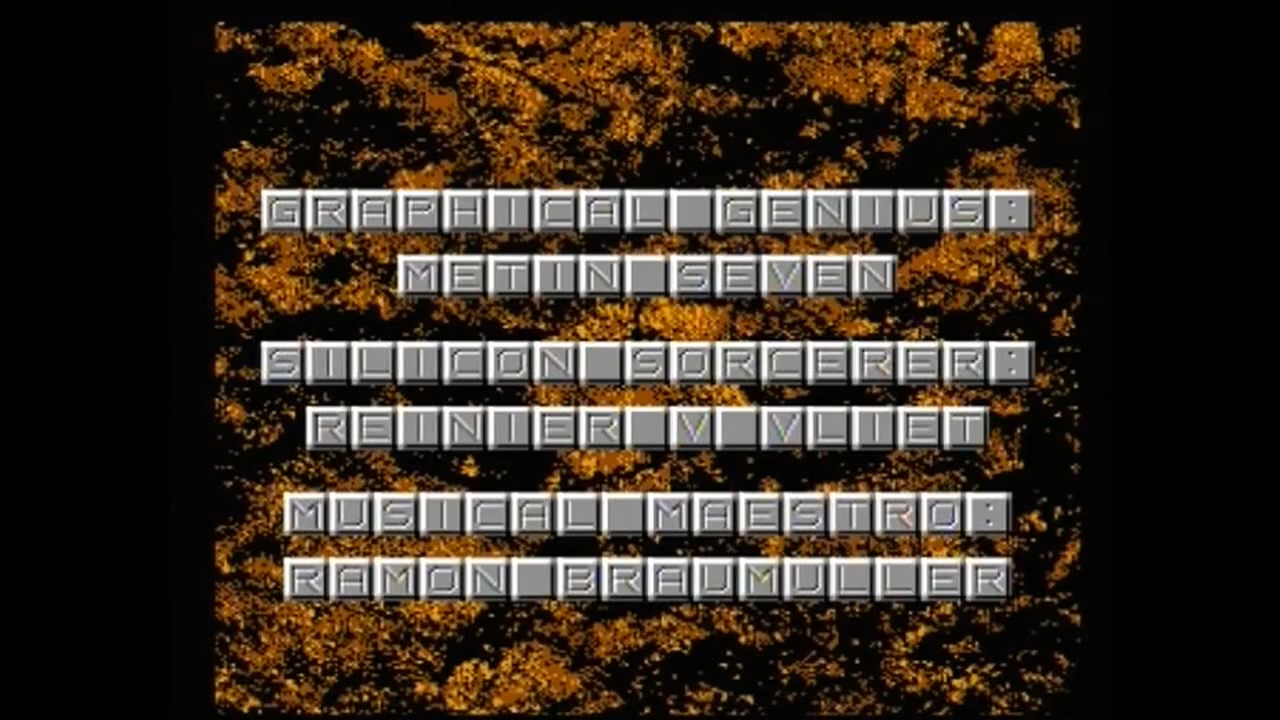 GRAPHICAL GENIUS:
METIN SEVEN
SILICON SORCERER:
REINIER V VLIET
MUSICAL MAESTRO:
RAMON BRAUMULLER